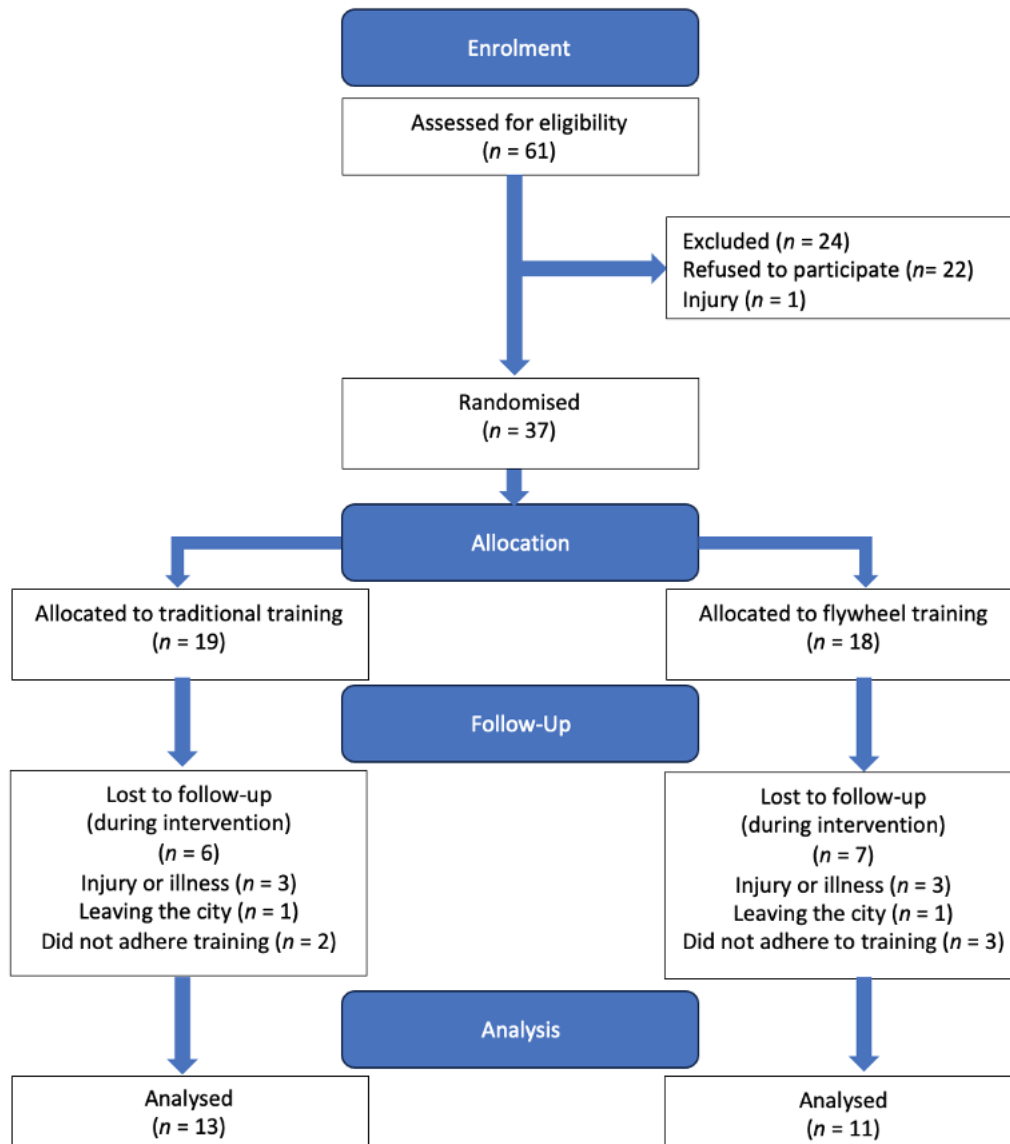 Enrolment
Assessed for eligibility
(n = 61)
Excluded (n = 24)
Refused to participate (n= 22)
Injury (n = 1)
Randomised
(n = 37)
Allocation
Allocated to traditional training
(n = 19)
Allocated to flywheel training
(n = 18)
Follow-Up
Lost to follow-up
(during intervention)
(n = 6)
Injury or illness (n = 3)
Leaving the city (n = 1)
Did not adhere training (n = 2)
Lost to follow-up
(during intervention)
(n = 7)
Injury or illness (n = 3)
Leaving the city (n = 1)
Did not adhere to training (n = 3)
Analysis
Analysed
(n = 13)
Analysed
(n = 11)